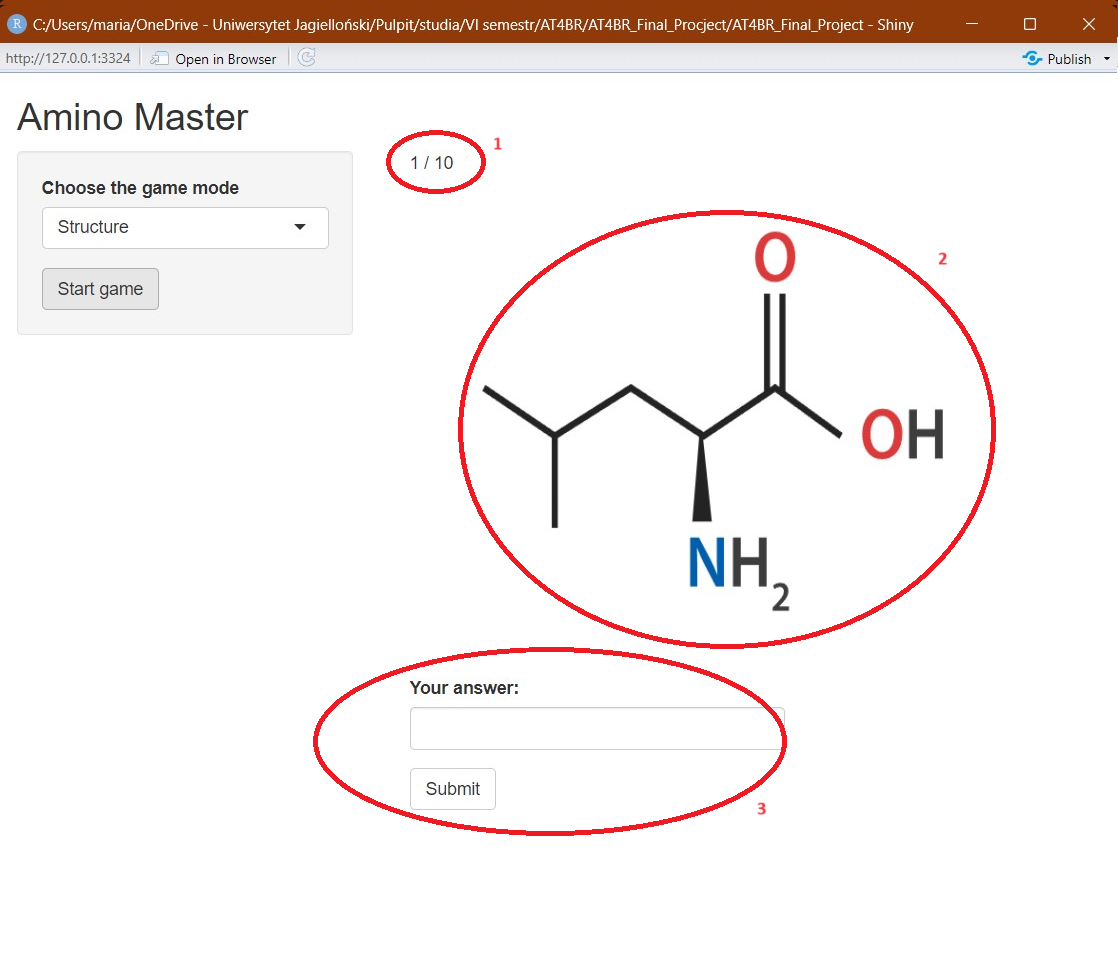 R C:/Users/maria/OneDrive - Uniwersytet Jagielloński/Pulpit/studia/VI semestr/AT4BR/AT4BR_Final_Procject/AT4BR_Final_Project - Shiny
http://127.0.0.1:3324 Open in Browser Publish
Amino Master
1 / 10 1
Choose the game mode
Structure
Start game
2
O
OH
NH2
Your answer:
Submit
3